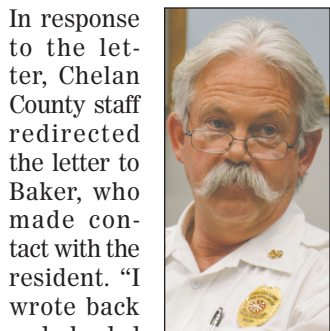 In response
to the let-
ter, Chelan
County staff
redirected
the letter to
Baker, who
made con-
tact with the
resident. “I
wrote back